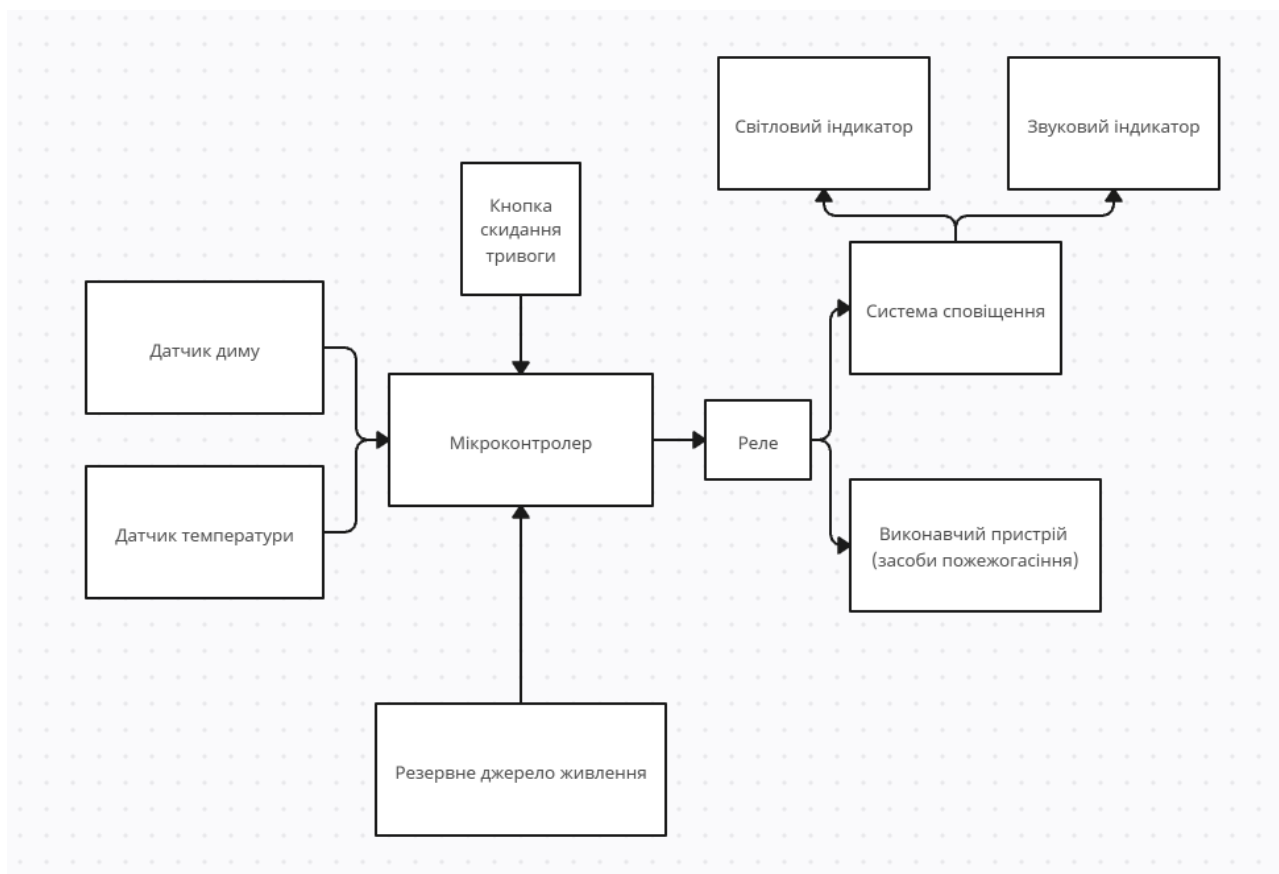 Світловий індикатор
Звуковий індикатор
Кнопка
скидання
тривоги
Датчик диму
Система сповіщення
Мікроконтролер
Реле
Датчик температури
Виконавчий пристрій
(засоби пожежогасіння)
Резервне джерело живлення